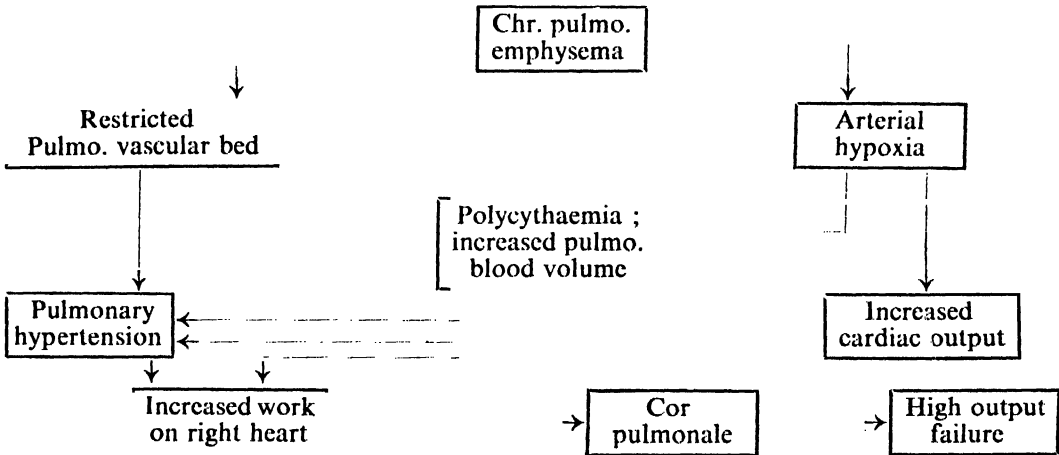 Chr. pulmo.
emphysema
Restricted
Pulmo. vascular bed
Arterial
hypoxia
Polycythaemia ;
increased pulmo.
blood volume
Pulmonary
hypertension
Increased
cardiac output
Increased work
on right heart
Cor
pulmonale
High output
failure